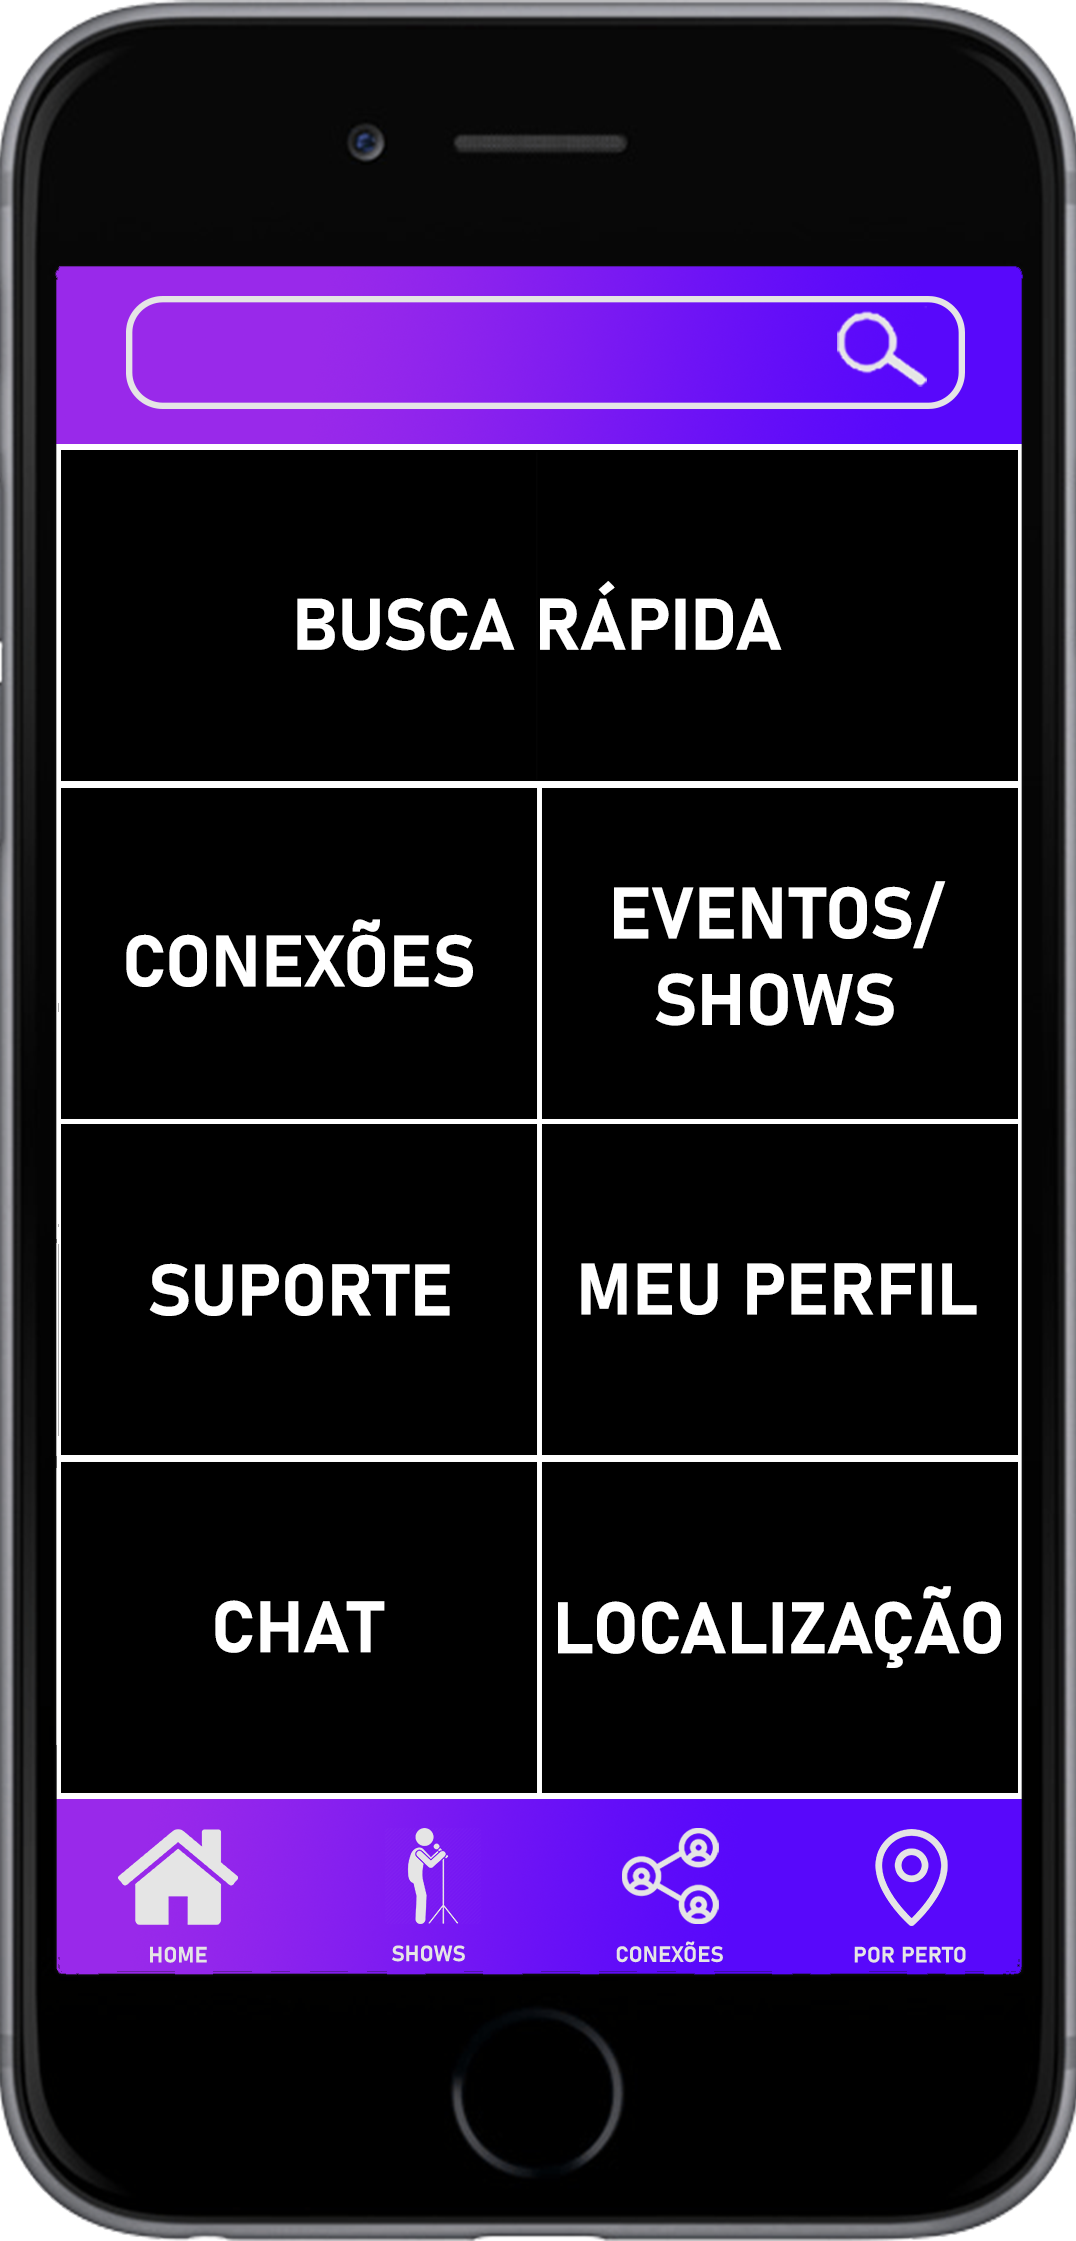 BUSCA RÁPIDA
CONEXÕES
EVENTOS/
SHOWS
SUPORTE
MEU PERFIL
CHAT
LOCALIZAÇÃO
HOME
SHOWS
CONEXÕES
POR PERTO